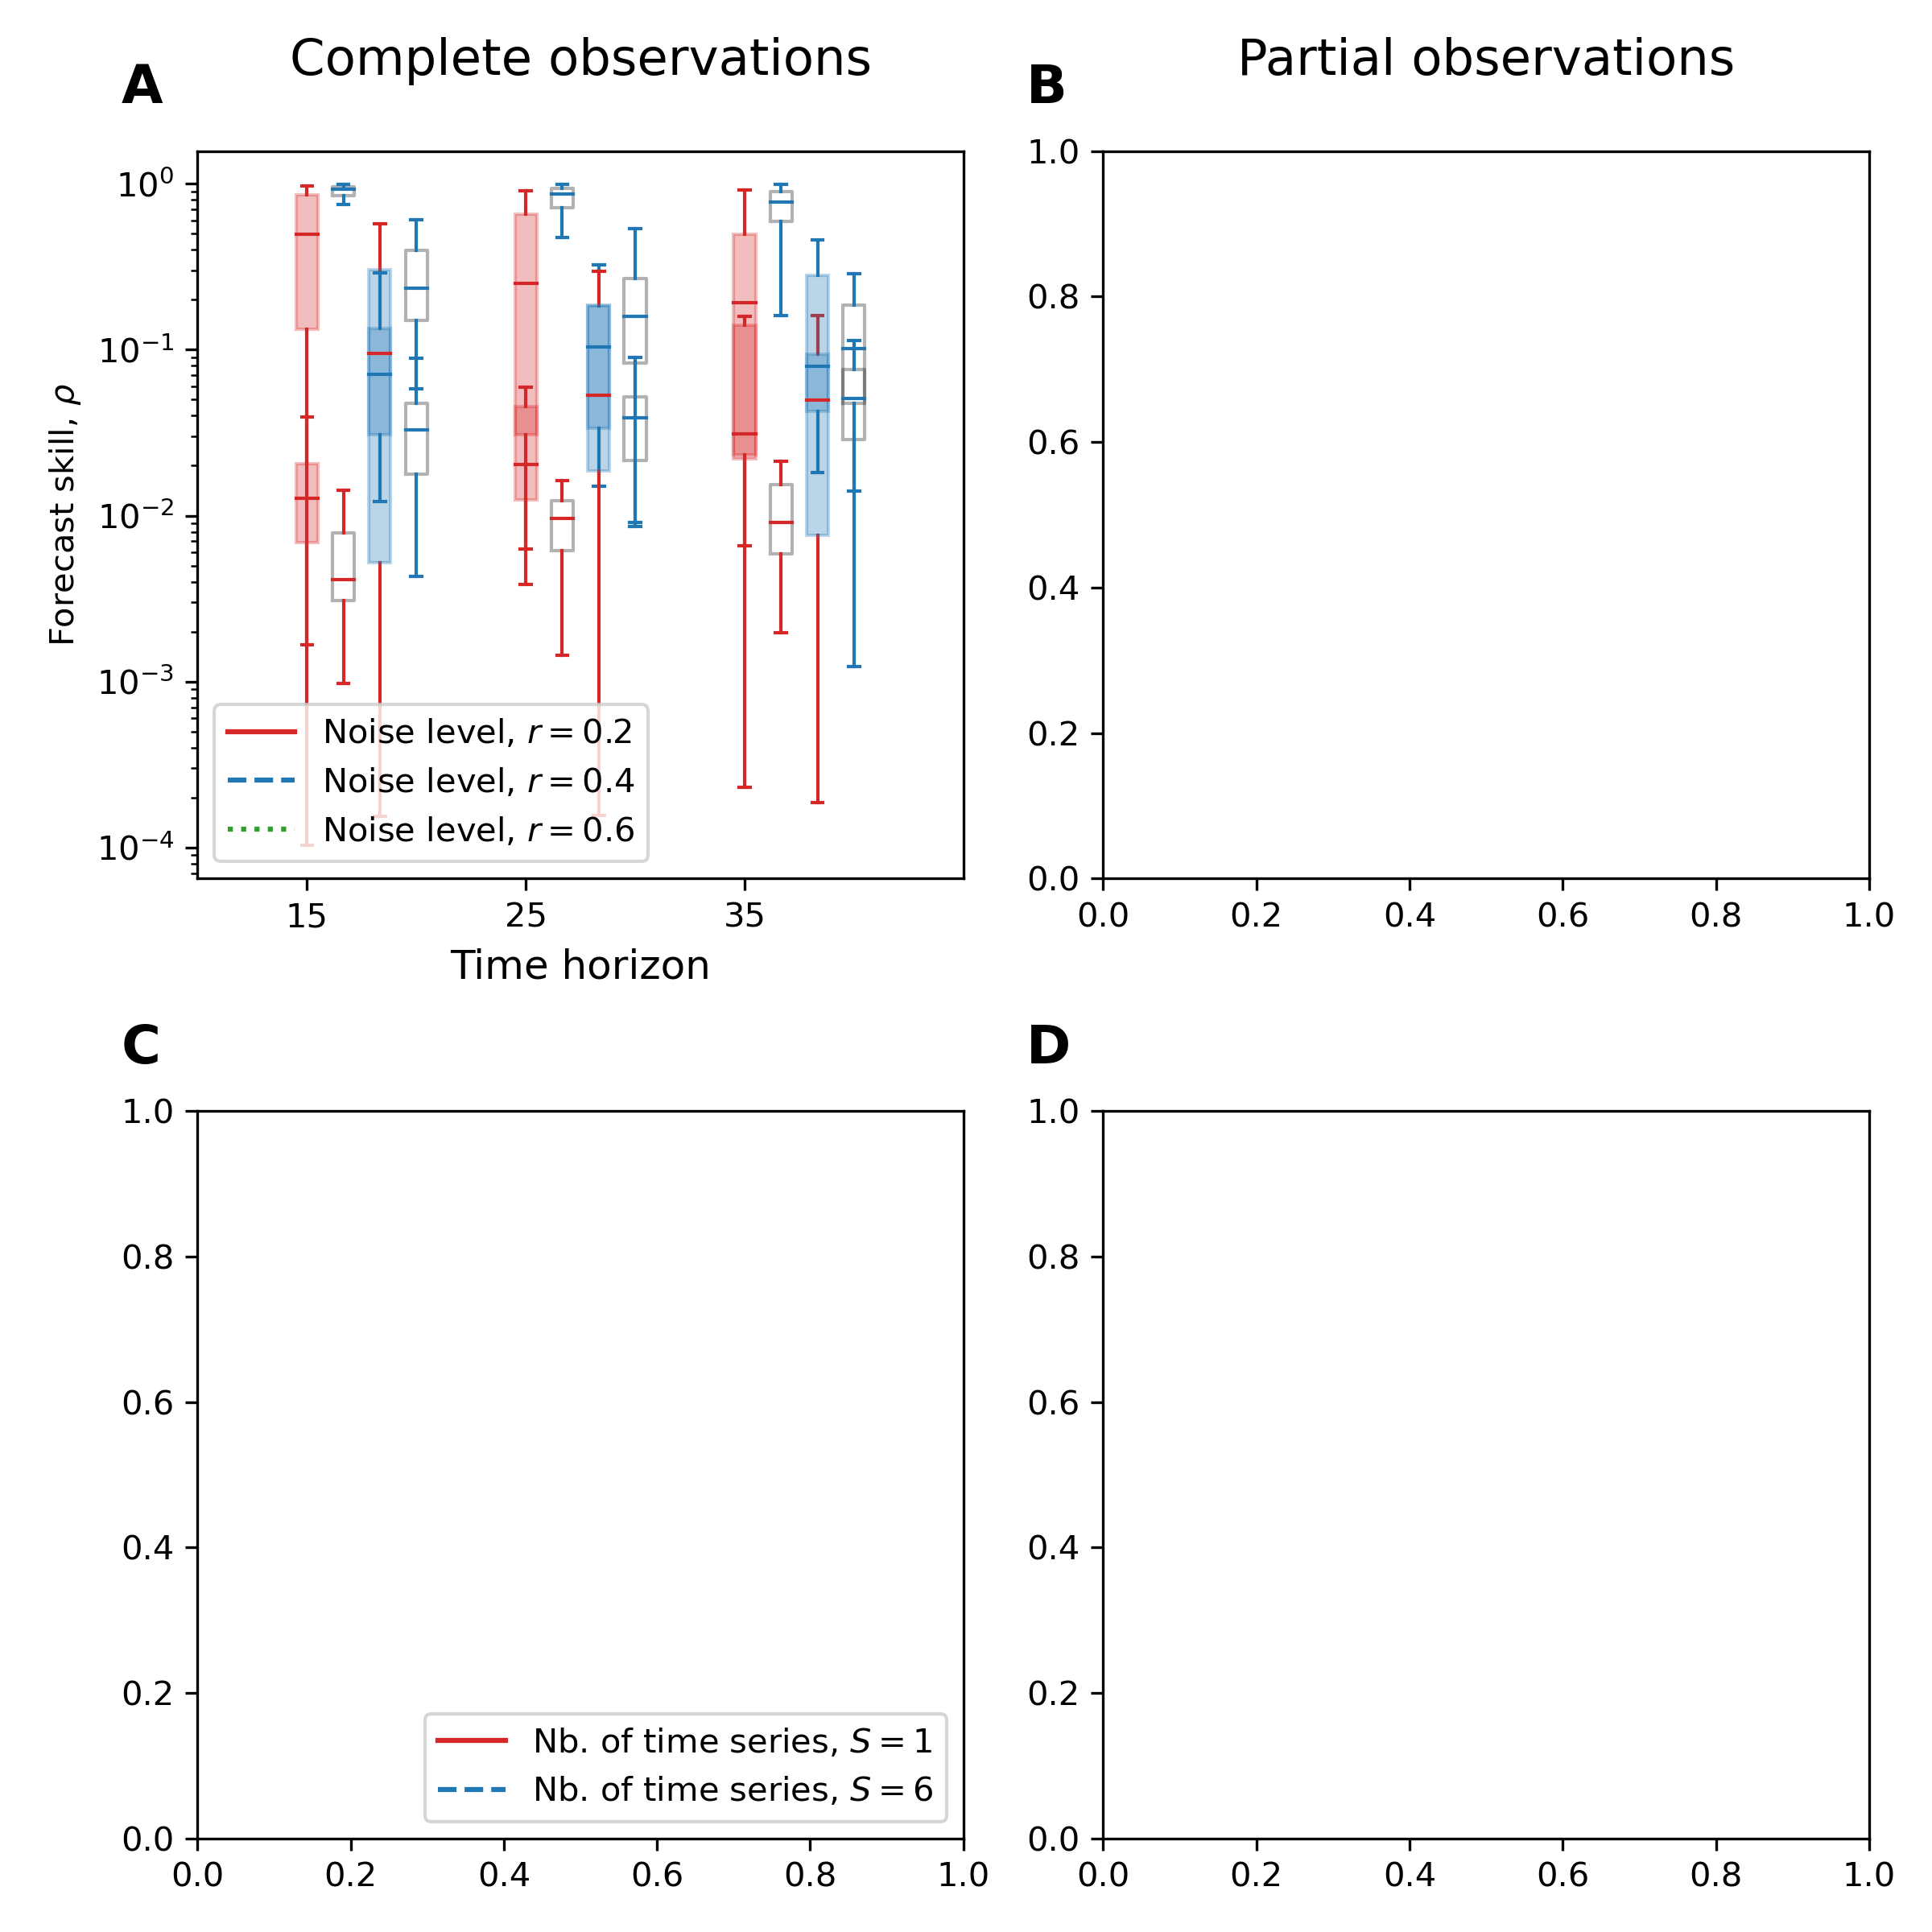 Complete observations
Partial observations
A
B
10⁰
10⁻¹
10⁻²
10⁻³
10⁻⁴
Forecast skill, ρ
Noise level, r = 0.2
Noise level, r = 0.4
Noise level, r = 0.6
15 25 35
Time horizon
1.0
0.8
0.6
0.4
0.2
0.0
0.0 0.2 0.4 0.6 0.8 1.0
C
D
1.0
0.8
0.6
0.4
0.2
0.0
Nb. of time series, S = 1
Nb. of time series, S = 6
0.0 0.2 0.4 0.6 0.8 1.0
1.0
0.8
0.6
0.4
0.2
0.0
0.0 0.2 0.4 0.6 0.8 1.0